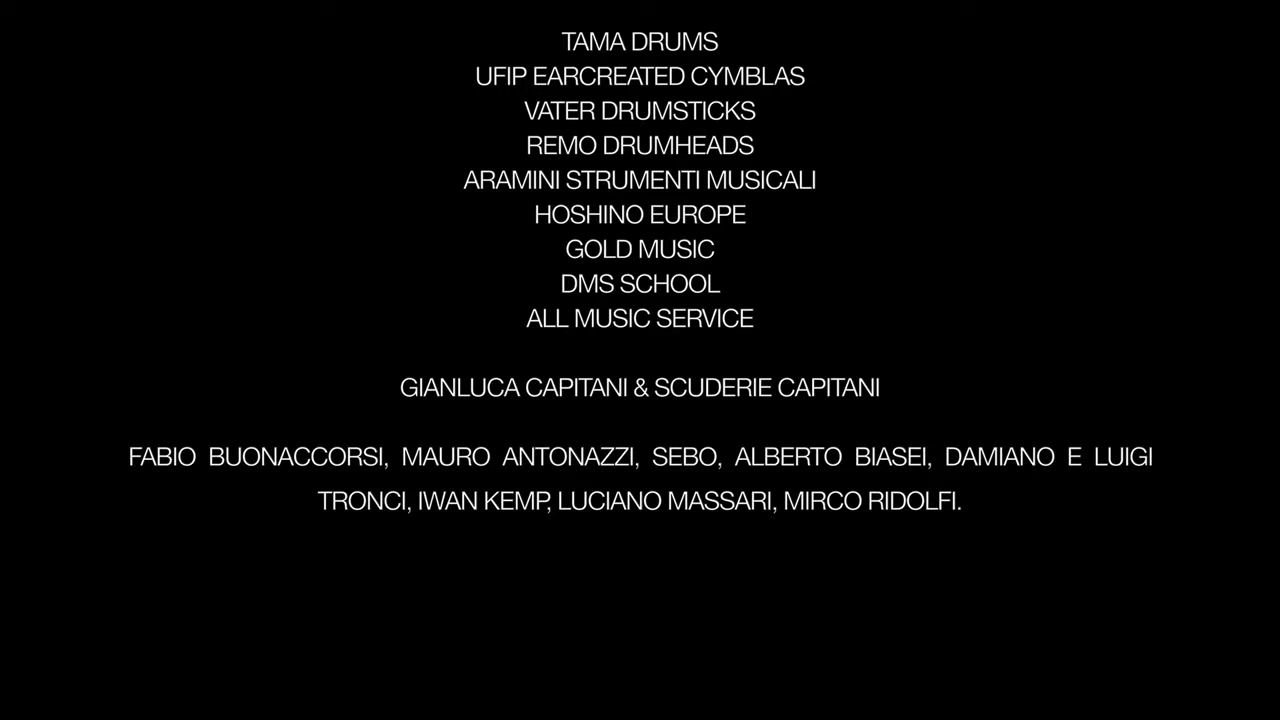 TAMA DRUMS
UFIP EARCREATED CYMBLAS
VATER DRUMSTICKS
REMO DRUMHEADS
ARAMINI STRUMENTI MUSICALI
HOSHINO EUROPE
GOLD MUSIC
DMS SCHOOL
ALL MUSIC SERVICE
GIANLUCA CAPITANI & SCUDERIE CAPITANI
FABIO BUONACCORSI, MAURO ANTONAZZI, SEBO, ALBERTO BIASEI, DAMIANO E LUIGI
TRONCI, IWAN KEMP, LUCIANO MASSARI, MIRCO RIDOLFI.